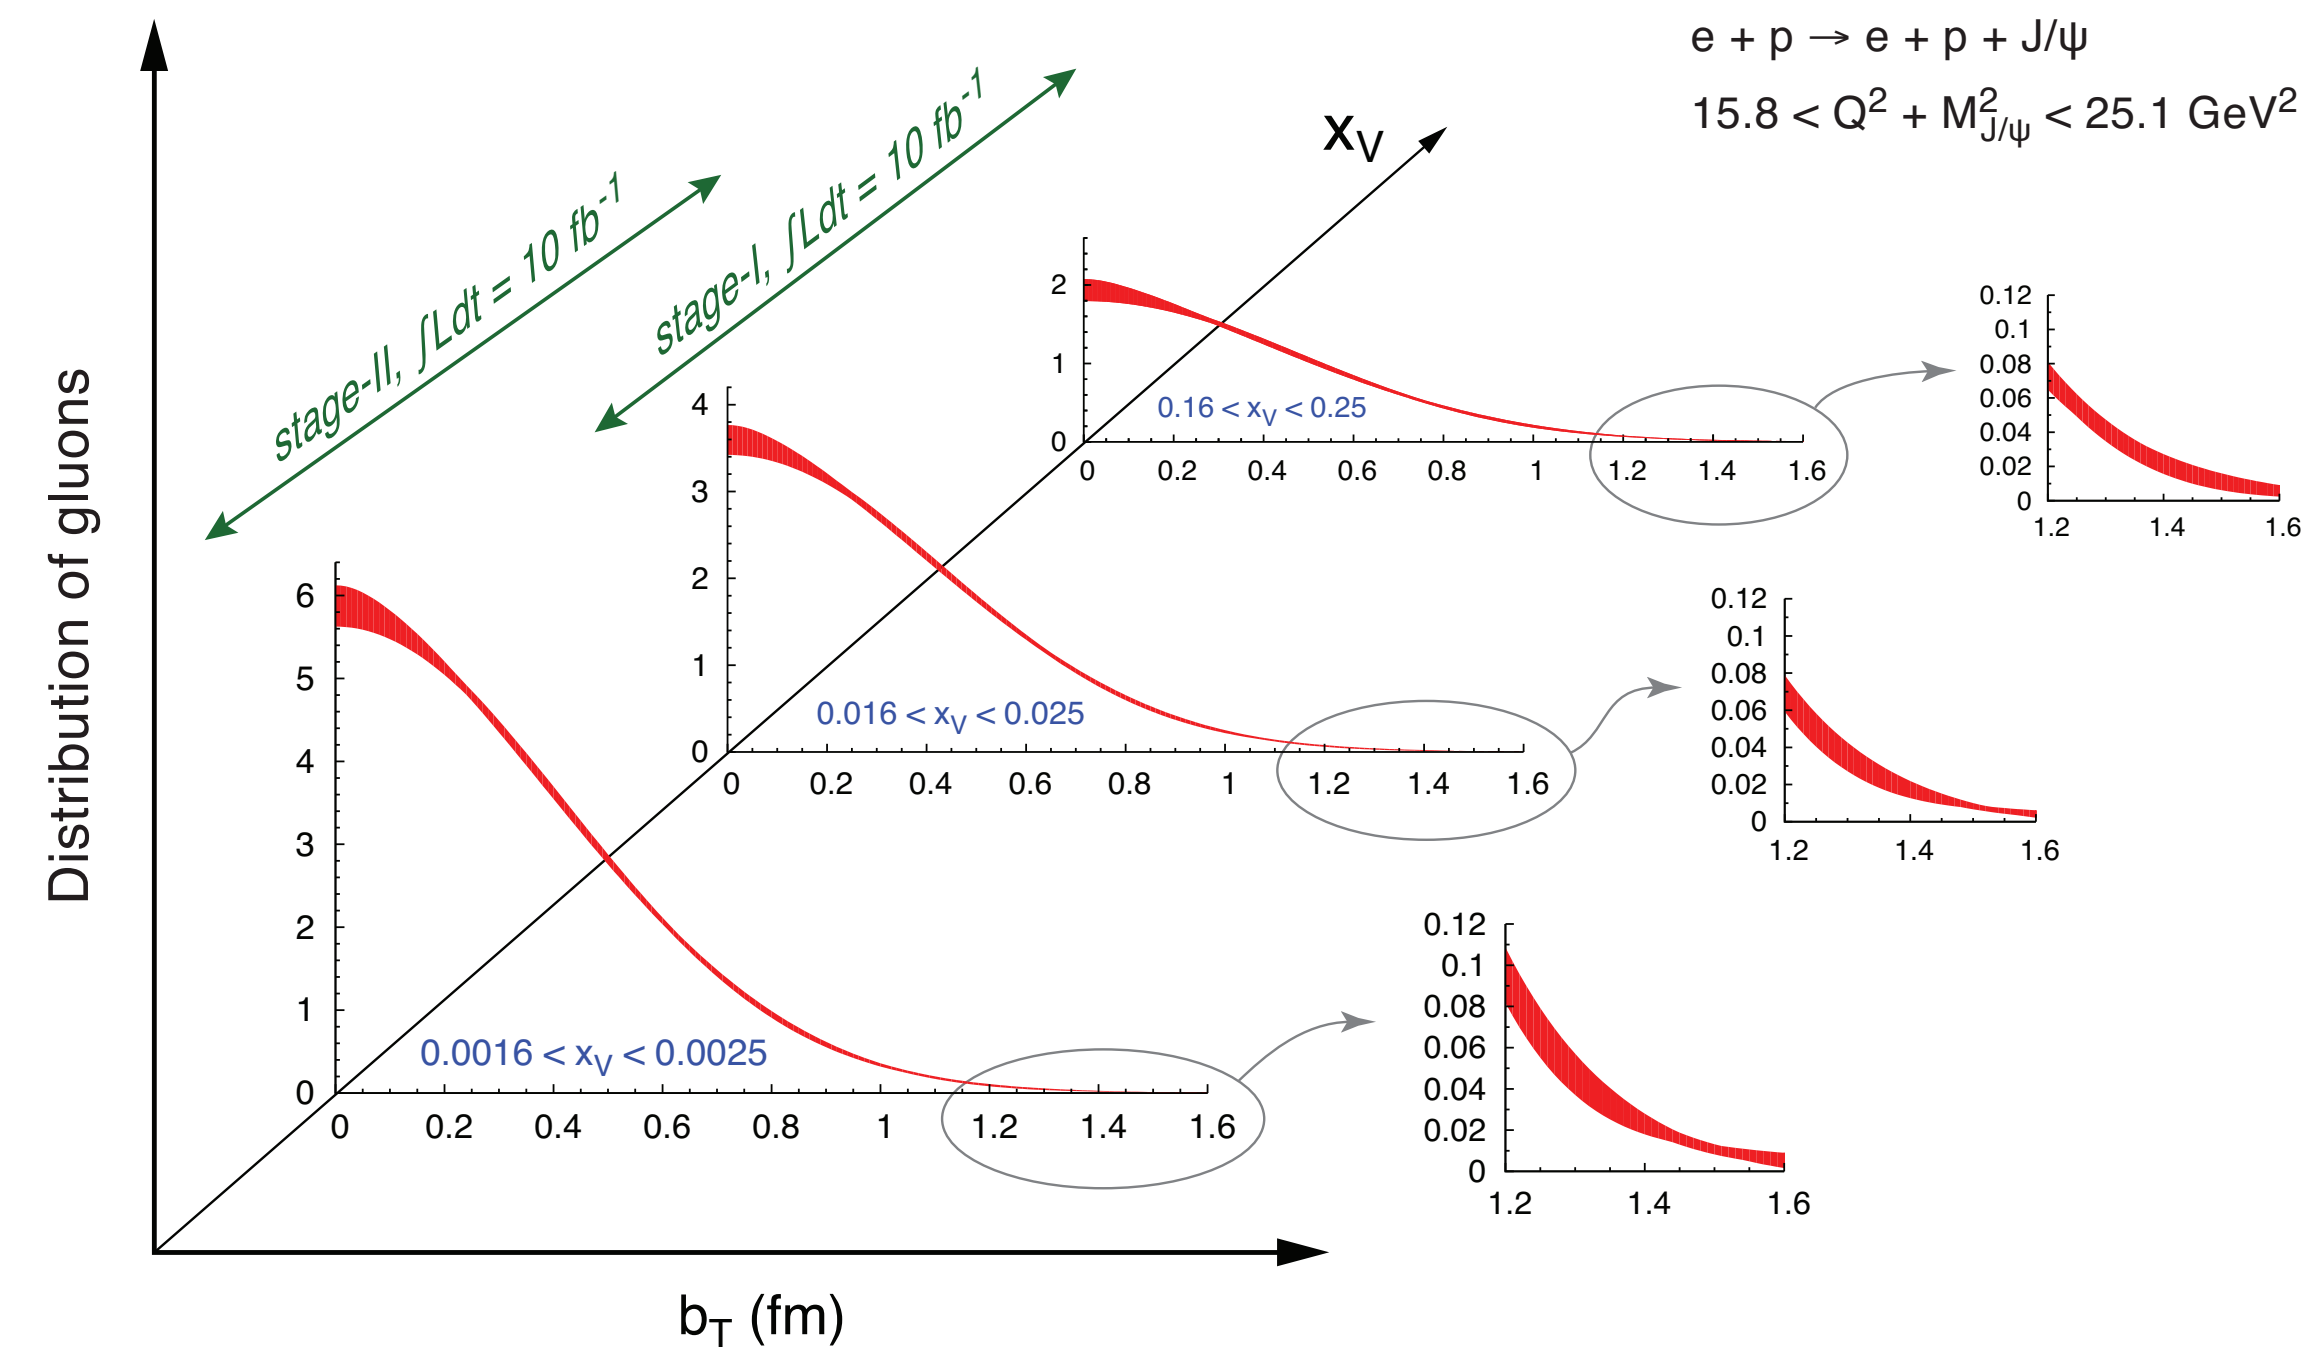 e + p → e + p + J/ψ
15.8 < Q² + M²J/ψ < 25.1 GeV²
xV
stage-II, ∫Ldt = 10 fb⁻¹
stage-I, ∫Ldt = 10 fb⁻¹
Distribution of gluons
2
1
0
0 0.2 0.4 0.6 0.8 1 1.2 1.4 1.6
0.16 < xV < 0.25
0.12
0.1
0.08
0.06
0.04
0.02
0
1.2 1.4 1.6
4
3
2
1
0
0 0.2 0.4 0.6 0.8 1 1.2 1.4 1.6
0.016 < xV < 0.025
0.12
0.1
0.08
0.06
0.04
0.02
0
1.2 1.4 1.6
6
5
4
3
2
1
0
0 0.2 0.4 0.6 0.8 1 1.2 1.4 1.6
0.0016 < xV < 0.0025
0.12
0.1
0.08
0.06
0.04
0.02
0
1.2 1.4 1.6
bT (fm)